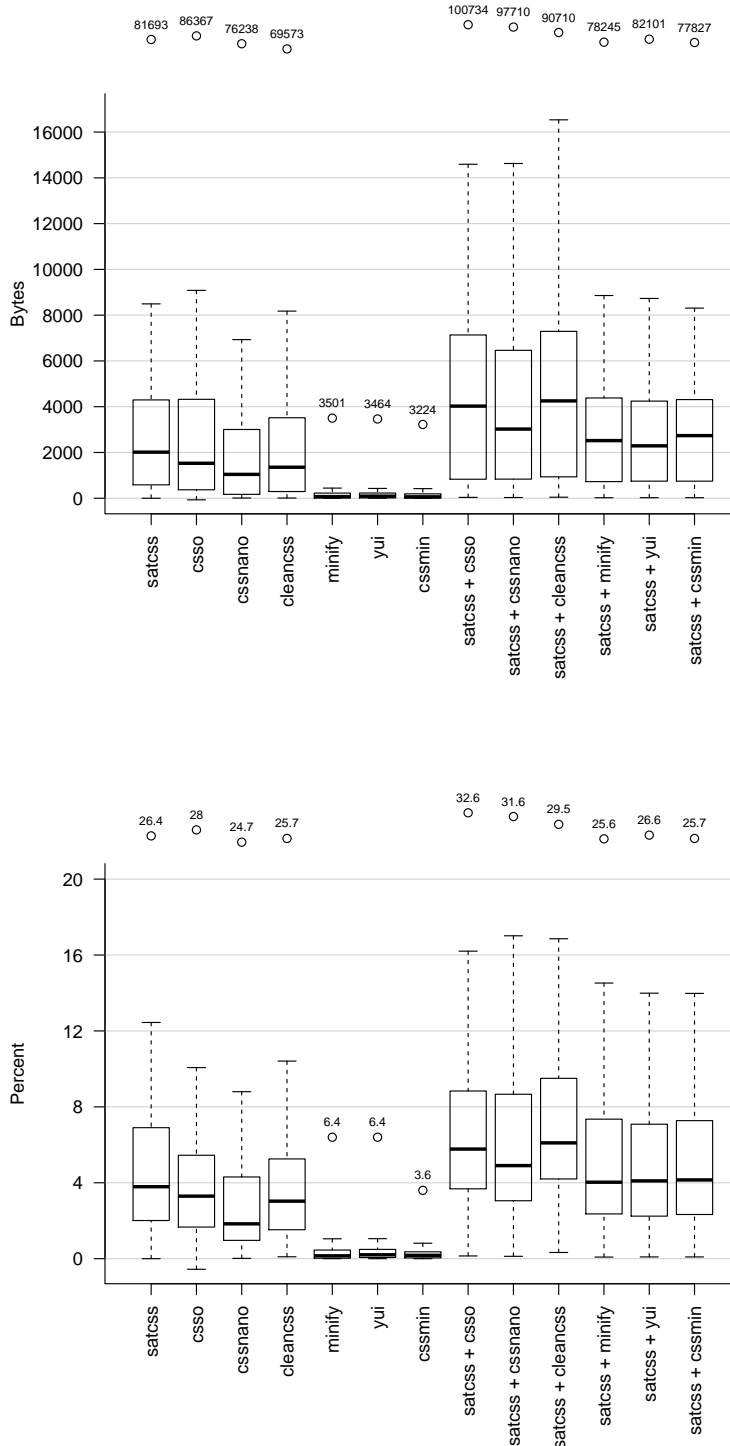 81693 86367 76238 69573 100734 97710 90710 78245 82101 77827
16000
14000
12000
10000
8000
6000
4000
2000
0
Bytes
3501 3464 3224
satcss
csso
cssnano
cleancss
minify
yui
cssmin
satcss + csso
satcss + cssnano
satcss + cleancss
satcss + minify
satcss + yui
satcss + cssmin
26.4 28 24.7 25.7 32.6 31.6 29.5 25.6 26.6 25.7
20
16
12
8
4
0
Percent
6.4 6.4 3.6
satcss
csso
cssnano
cleancss
minify
yui
cssmin
satcss + csso
satcss + cssnano
satcss + cleancss
satcss + minify
satcss + yui
satcss + cssmin